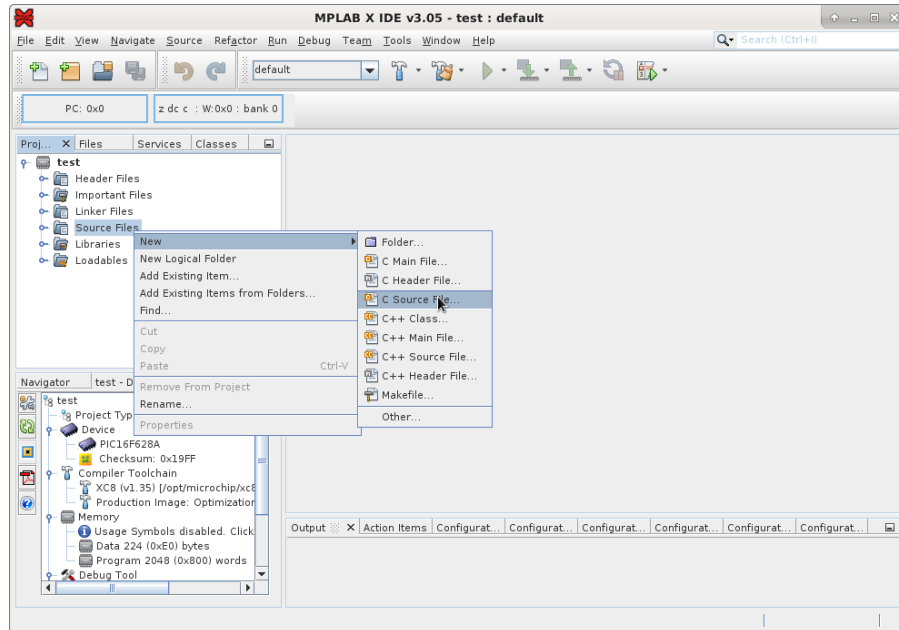 MPLAB X IDE v3.05 - test : default
File Edit View Navigate Source Refactor Run Debug Team Tools Window Help
Search (Ctrl+I)
default
PC: 0x0
z dc c : W:0x0 : bank 0
Proj... X Files Services Classes
test
Header Files
Important Files
Linker Files
Source Files
Libraries
Loadables
New
New Logical Folder
Add Existing Item...
Add Existing Items from Folders...
Find...
Cut
Copy
Paste Ctrl-V
Remove From Project
Rename...
Properties
Folder...
C Main File...
C Header File...
C Source File...
C++ Class...
C++ Main File...
C++ Source File...
C++ Header File...
Makefile...
Other...
Navigator test - D
test
Project Typ
Device
PIC16F628A
Checksum: 0x19FF
Compiler Toolchain
XC8 (v1.35) [/opt/microchip/xc8
Production Image: Optimization
Memory
Usage Symbols disabled. Click
Data 224 (0xE0) bytes
Program 2048 (0x800) words
Debug Tool
Output X Action Items Configurat... Configurat... Configurat... Configurat... Configurat... Configurat...